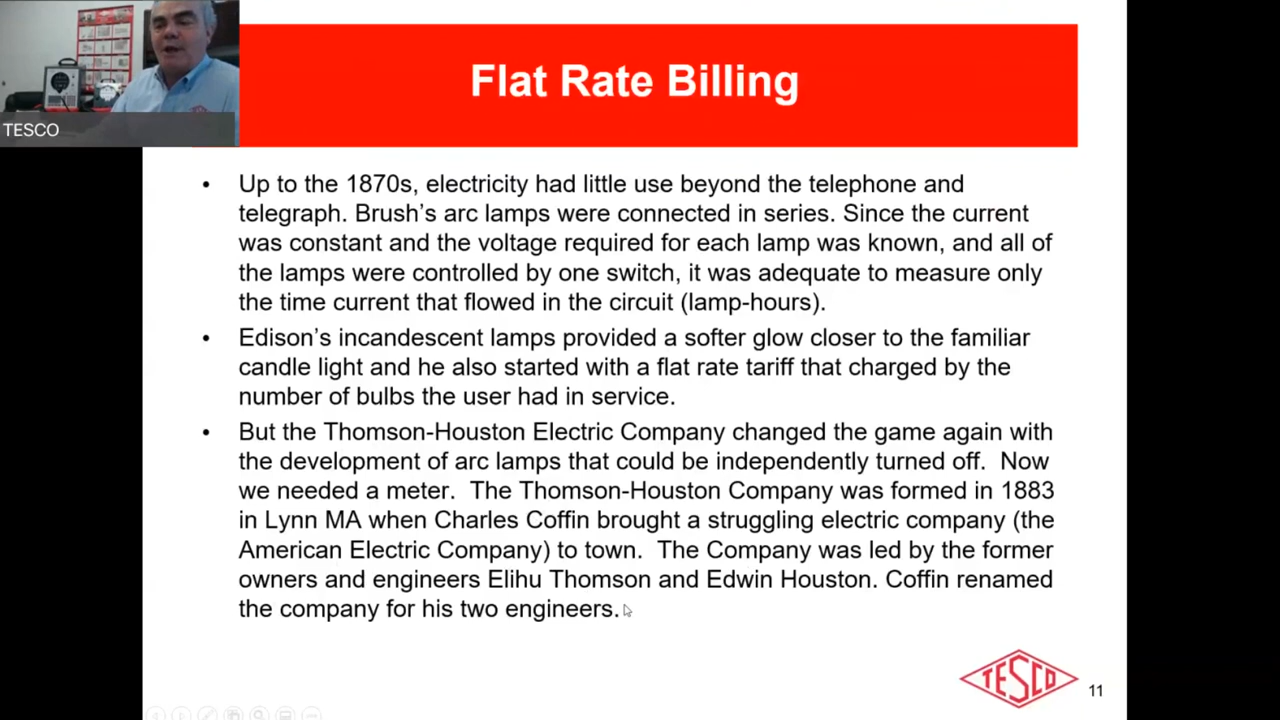 Flat Rate Billing
TESCO
• Up to the 1870s, electricity had little use beyond the telephone and
telegraph. Brush's arc lamps were connected in series. Since the current
was constant and the voltage required for each lamp was known, and all of
the lamps were controlled by one switch, it was adequate to measure only
the time current that flowed in the circuit (lamp-hours).
• Edison's incandescent lamps provided a softer glow closer to the familiar
candle light and he also started with a flat rate tariff that charged by the
number of bulbs the user had in service.
• But the Thomson-Houston Electric Company changed the game again with
the development of arc lamps that could be independently turned off. Now
we needed a meter. The Thomson-Houston Company was formed in 1883
in Lynn MA when Charles Coffin brought a struggling electric company (the
American Electric Company) to town. The Company was led by the former
owners and engineers Elihu Thomson and Edwin Houston. Coffin renamed
the company for his two engineers.
TESCO
11